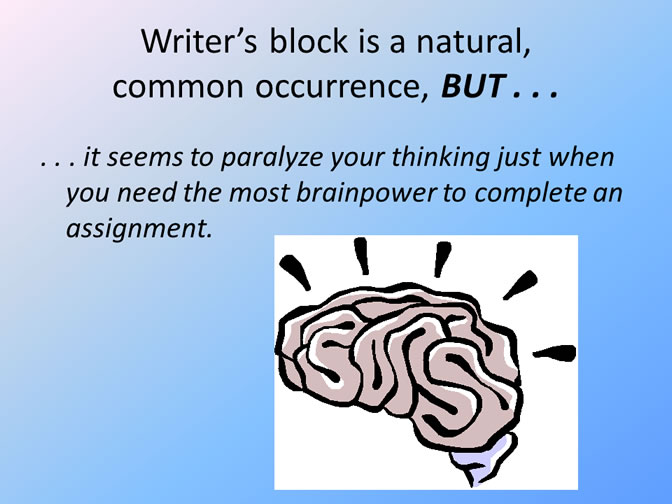 Writer’s block is a natural,
common occurrence, BUT . . .
. . . it seems to paralyze your thinking just when
you need the most brainpower to complete an
assignment.